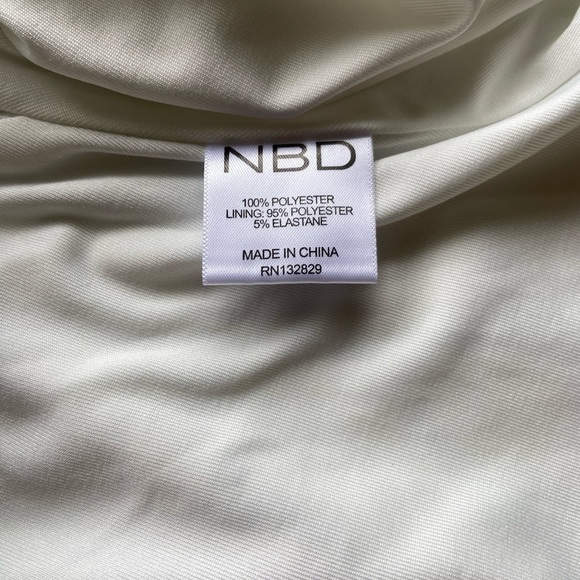 NBD
100% POLYESTER
LINING: 95% POLYESTER
5% ELASTANE
MADE IN CHINA
RN132829